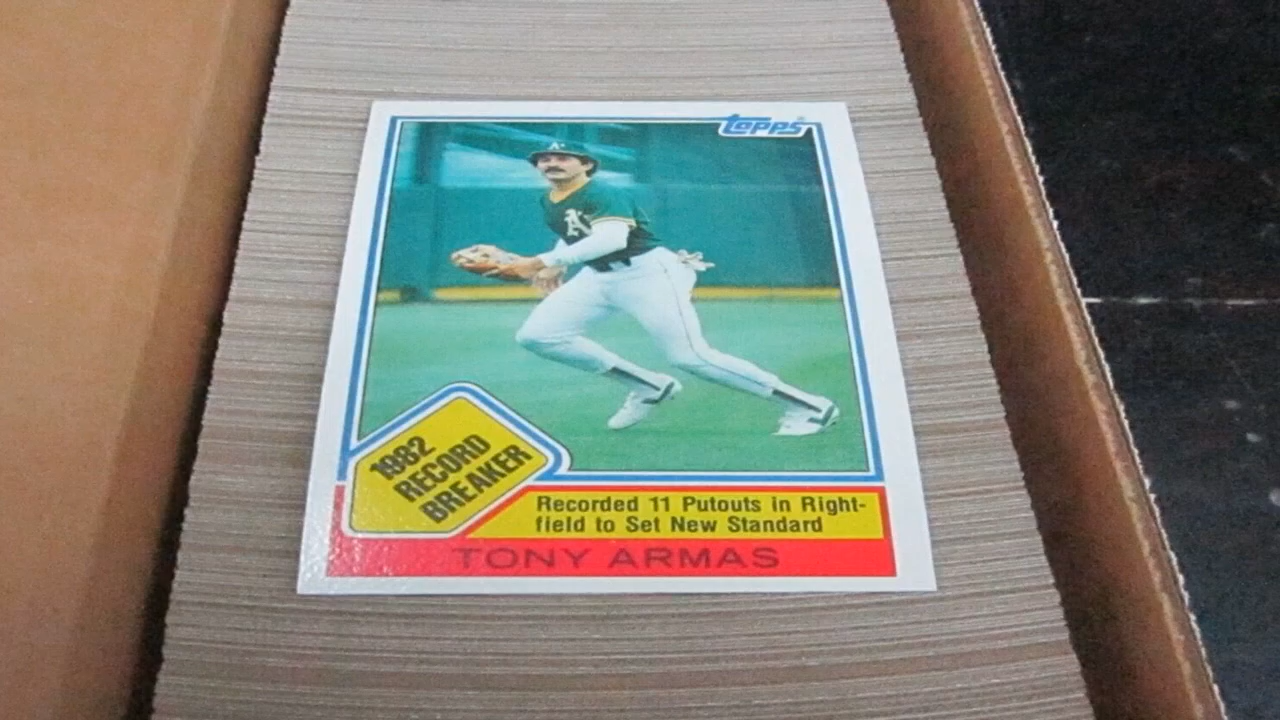 topps
A's
A's
1982
RECORD
BREAKER
Recorded 11 Putouts in Right-
field to Set New Standard
TONY ARMAS